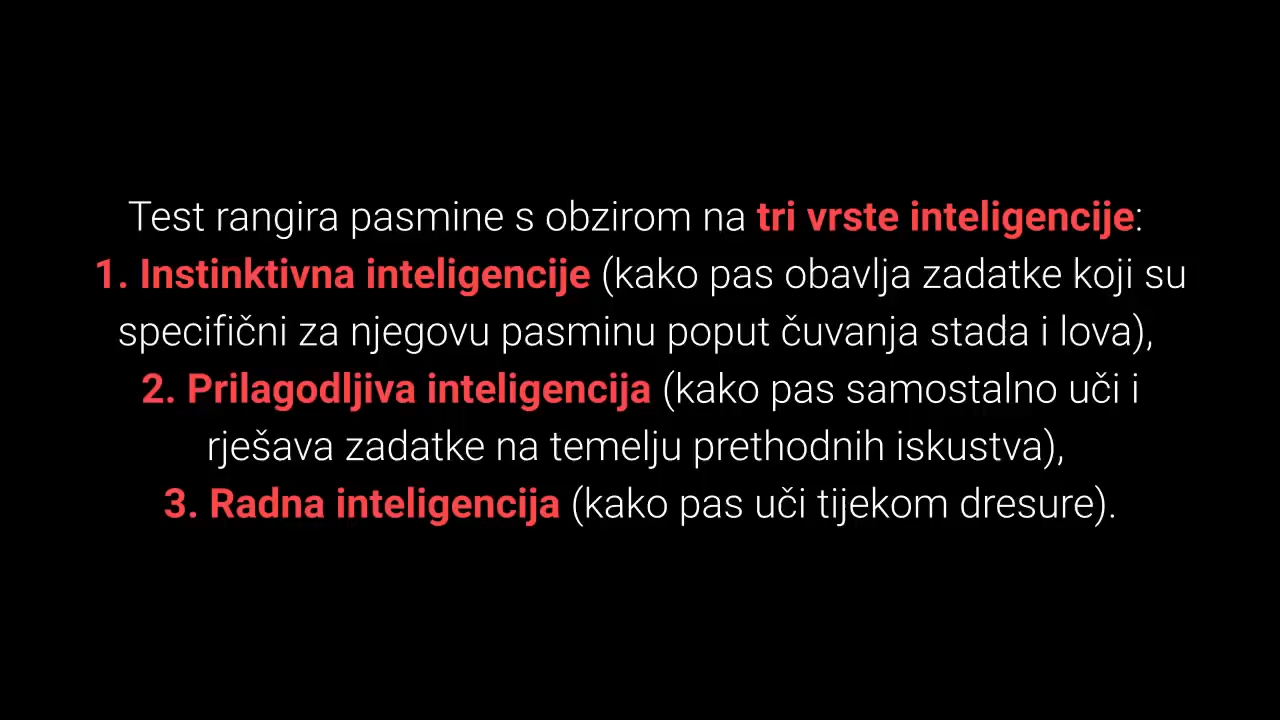 Test rangira pasmine s obzirom na tri vrste inteligencije:
1. Instinktivna inteligencije (kako pas obavlja zadatke koji su
specifični za njegovu pasminu poput čuvanja stada i lova),
2. Prilagodljiva inteligencija (kako pas samostalno uči i
rješava zadatke na temelju prethodnih iskustva),
3. Radna inteligencija (kako pas uči tijekom dresure).